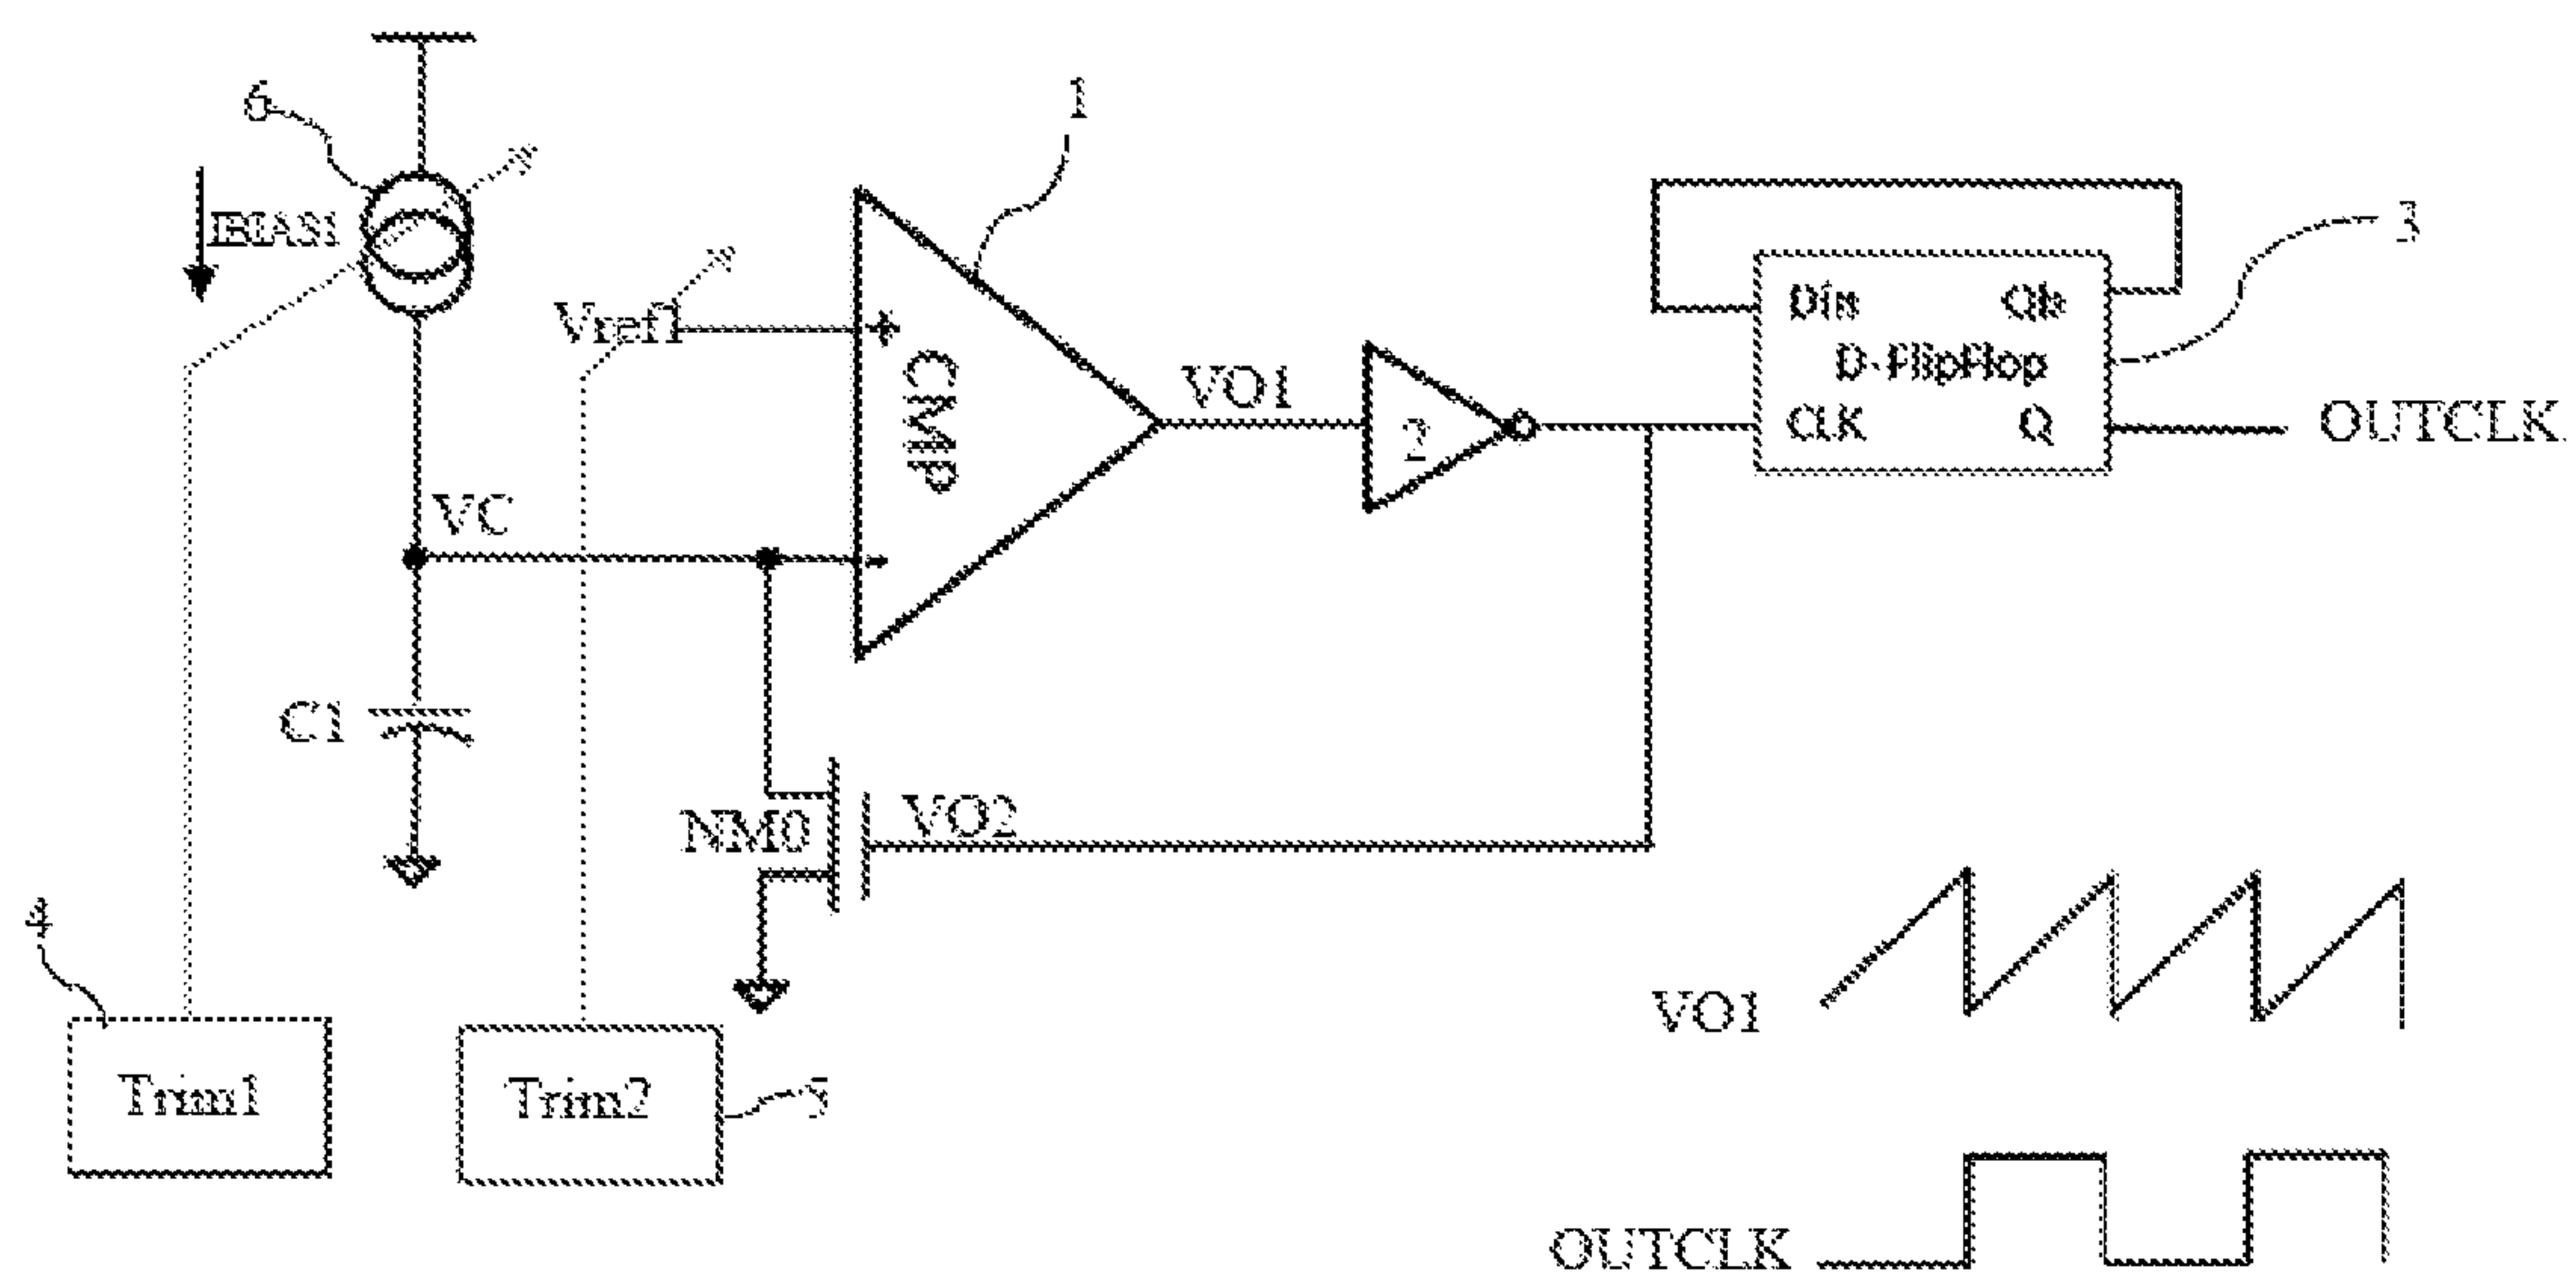 6
1
IBIAS1
3
Vref1
+
Din
Qb
CMP
VO1
2
D-FlipFlop
CLK
Q
OUTCLK
VC
-
C1
NM0
VO2
4
VO1
Trim1
Trim2
5
OUTCLK